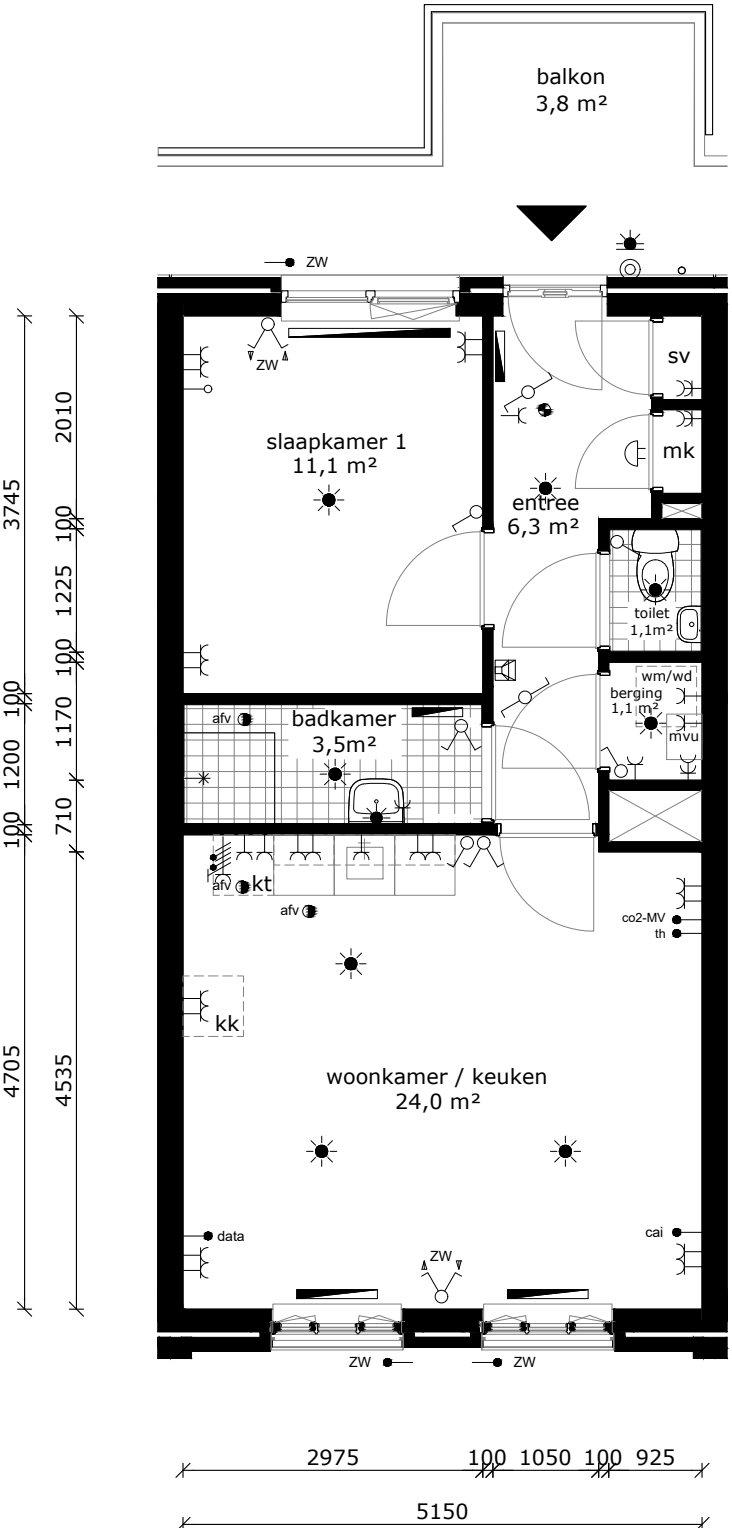 balkon
3,8 m²
ZW
ZW
sv
mk
slaapkamer 1
11,1 m²
entree
6,3 m²
toilet
1,1m²
wm/wd
berging
1,1 m²
mvu
afv
badkamer
3,5m²
afv
kt
afv
co2-MV
th
kk
woonkamer / keuken
24,0 m²
data
cai
ZW
ZW
ZW
3745
100
1200
100
4705
2010
100
1225
100
1170
710
4535
2975
100
1050
100
925
5150